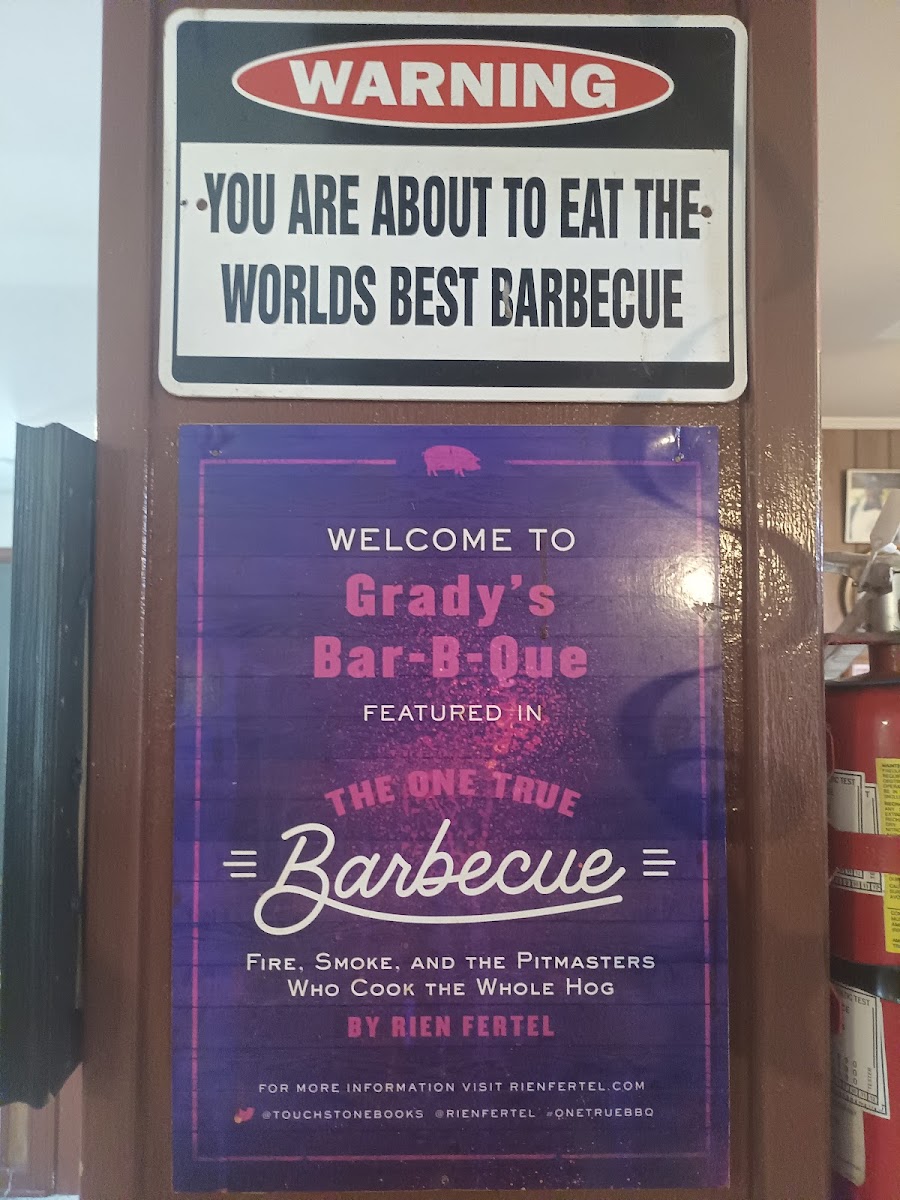 WARNING
YOU ARE ABOUT TO EAT THE
WORLDS BEST BARBECUE
WELCOME TO
Grady's
Bar-B-Que
FEATURED IN
THE ONE TRUE
Barbecue
FIRE, SMOKE, AND THE PITMASTERS
WHO COOK THE WHOLE HOG
BY RIEN FERTEL
FOR MORE INFORMATION VISIT RIENFERTEL.COM
@TOUCHSTONEBOOKS @RIENFERTEL #ONETRUEBBQ